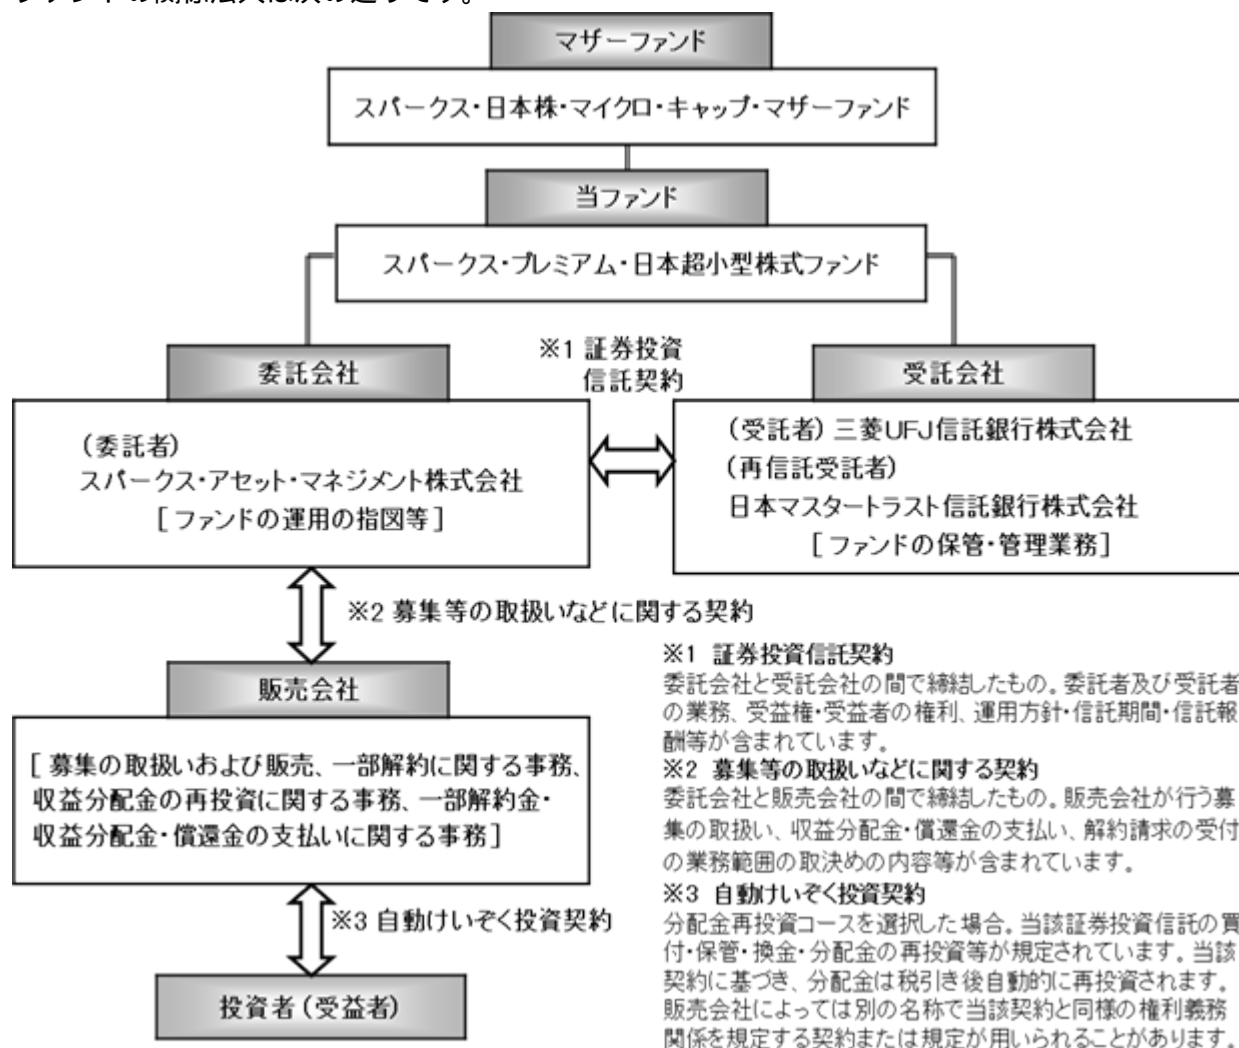 ファンドの関係法人は次の通りです。
マザーファンド
スパークス・日本株・マイクロ・キャップ・マザーファンド
当ファンド
スパークス・プレミアム・日本超小型株式ファンド
※1 証券投資
信託契約
委託会社
(委託者)
スパークス・アセット・マネジメント株式会社
[ファンドの運用の指図等]
受託会社
(受託者) 三菱UFJ信託銀行株式会社
(再信託受託者)
日本マスタートラスト信託銀行株式会社
[ファンドの保管・管理業務]
※2 募集等の取扱いなどに関する契約
販売会社
[募集の取扱いおよび販売、一部解約に関する事務、
収益分配金の再投資に関する事務、一部解約金・
収益分配金・償還金の支払いに関する事務]
※3 自動けいぞく投資契約
投資者(受益者)
※1 証券投資信託契約
委託会社と受託会社の間で締結したもの。委託者及び受託者
の業務、受益権・受益者の権利、運用方針・信託期間・信託報
酬等が含まれています。
※2 募集等の取扱いなどに関する契約
委託会社と販売会社の間で締結したもの。販売会社が行う募
集の取扱い、収益分配金・償還金の支払い、解約請求の受付
の業務範囲の取決めの内容等が含まれています。
※3 自動けいぞく投資契約
分配金再投資コースを選択した場合。当該証券投資信託の買
付・保管・換金・分配金の再投資等が規定されています。当該
契約に基づき、分配金は税引き後自動的に再投資されます。
販売会社によっては別の名称で当該契約と同様の権利義務
関係を規定する契約または規定が用いられることがあります。